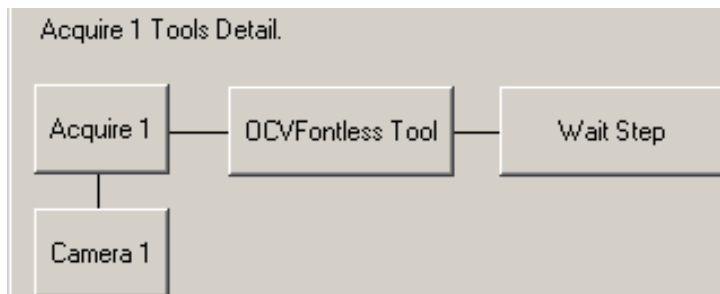 Acquire 1 Tools Detail.
Acquire 1
OCVFontless Tool
Wait Step
Camera 1